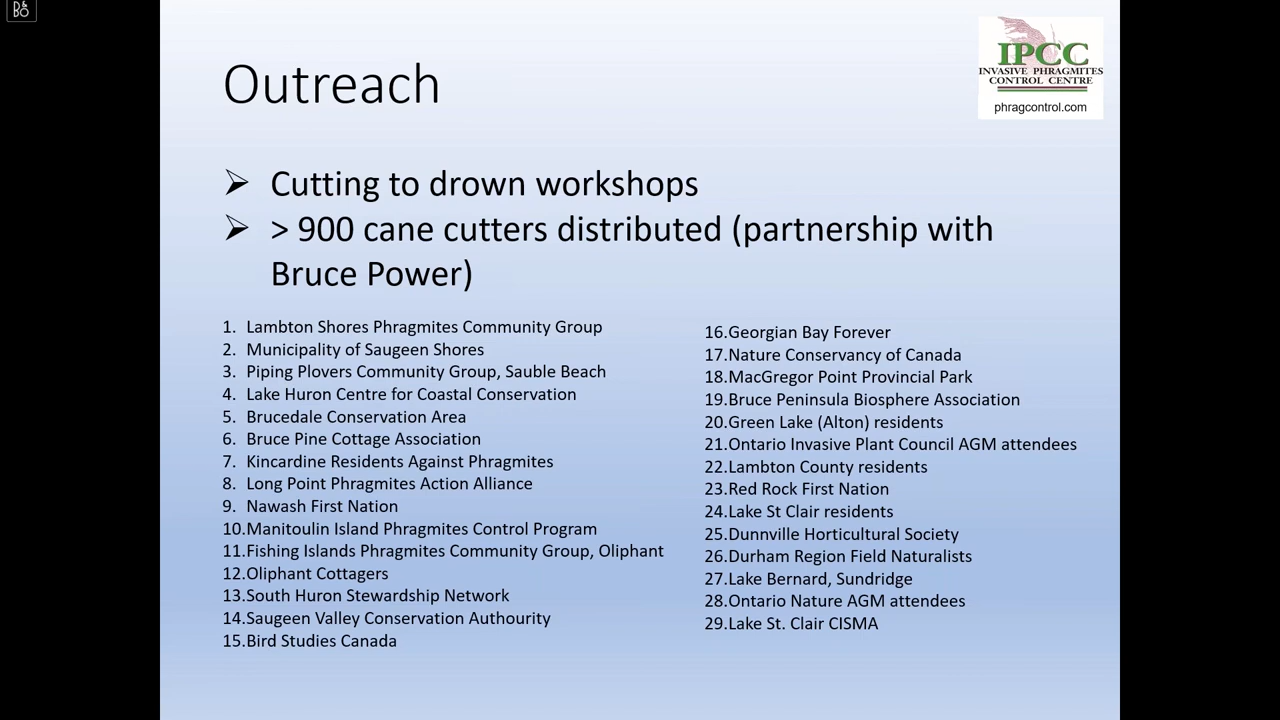 B&BO
IPCC
INVASIVE PHRAGMITES
CONTROL CENTRE
phragcontrol.com
Outreach
Cutting to drown workshops
> 900 cane cutters distributed (partnership with
Bruce Power)
1. Lambton Shores Phragmites Community Group
2. Municipality of Saugeen Shores
3. Piping Plovers Community Group, Sauble Beach
4. Lake Huron Centre for Coastal Conservation
5. Brucedale Conservation Area
6. Bruce Pine Cottage Association
7. Kincardine Residents Against Phragmites
8. Long Point Phragmites Action Alliance
9. Nawash First Nation
10.Manitoulin Island Phragmites Control Program
11.Fishing Islands Phragmites Community Group, Oliphant
12.Oliphant Cottagers
13.South Huron Stewardship Network
14.Saugeen Valley Conservation Authourity
15.Bird Studies Canada
16.Georgian Bay Forever
17.Nature Conservancy of Canada
18.MacGregor Point Provincial Park
19.Bruce Peninsula Biosphere Association
20.Green Lake (Alton) residents
21.Ontario Invasive Plant Council AGM attendees
22.Lambton County residents
23.Red Rock First Nation
24.Lake St Clair residents
25.Dunnville Horticultural Society
26.Durham Region Field Naturalists
27.Lake Bernard, Sundridge
28.Ontario Nature AGM attendees
29.Lake St. Clair CISMA